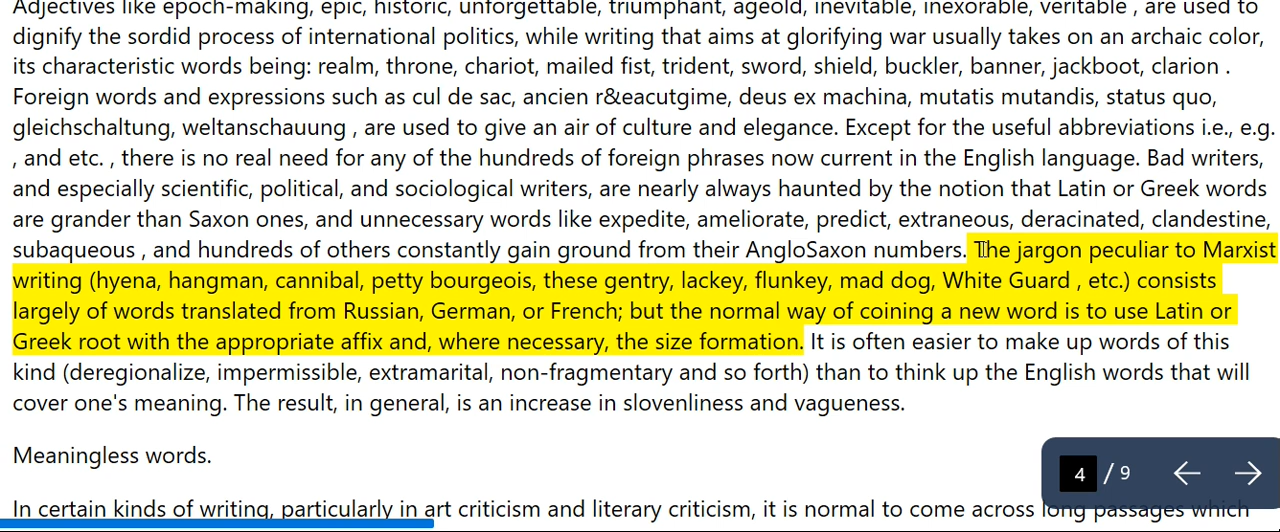 Adjectives like epoch-making, epic, historic, unforgettable, triumphant, ageold, inevitable, inexorable, veritable , are used to
dignify the sordid process of international politics, while writing that aims at glorifying war usually takes on an archaic color,
its characteristic words being: realm, throne, chariot, mailed fist, trident, sword, shield, buckler, banner, jackboot, clarion .
Foreign words and expressions such as cul de sac, ancien r&eacutgime, deus ex machina, mutatis mutandis, status quo,
gleichschaltung, weltanschauung , are used to give an air of culture and elegance. Except for the useful abbreviations i.e., e.g.
, and etc. , there is no real need for any of the hundreds of foreign phrases now current in the English language. Bad writers,
and especially scientific, political, and sociological writers, are nearly always haunted by the notion that Latin or Greek words
are grander than Saxon ones, and unnecessary words like expedite, ameliorate, predict, extraneous, deracinated, clandestine,
subaqueous , and hundreds of others constantly gain ground from their AngloSaxon numbers. The jargon peculiar to Marxist
writing (hyena, hangman, cannibal, petty bourgeois, these gentry, lackey, flunkey, mad dog, White Guard , etc.) consists
largely of words translated from Russian, German, or French; but the normal way of coining a new word is to use Latin or
Greek root with the appropriate affix and, where necessary, the size formation. It is often easier to make up words of this
kind (deregionalize, impermissible, extramarital, non-fragmentary and so forth) than to think up the English words that will
cover one's meaning. The result, in general, is an increase in slovenliness and vagueness.
Meaningless words.
4 / 9
In certain kinds of writing, particularly in art criticism and literary criticism, it is normal to come across long passages which